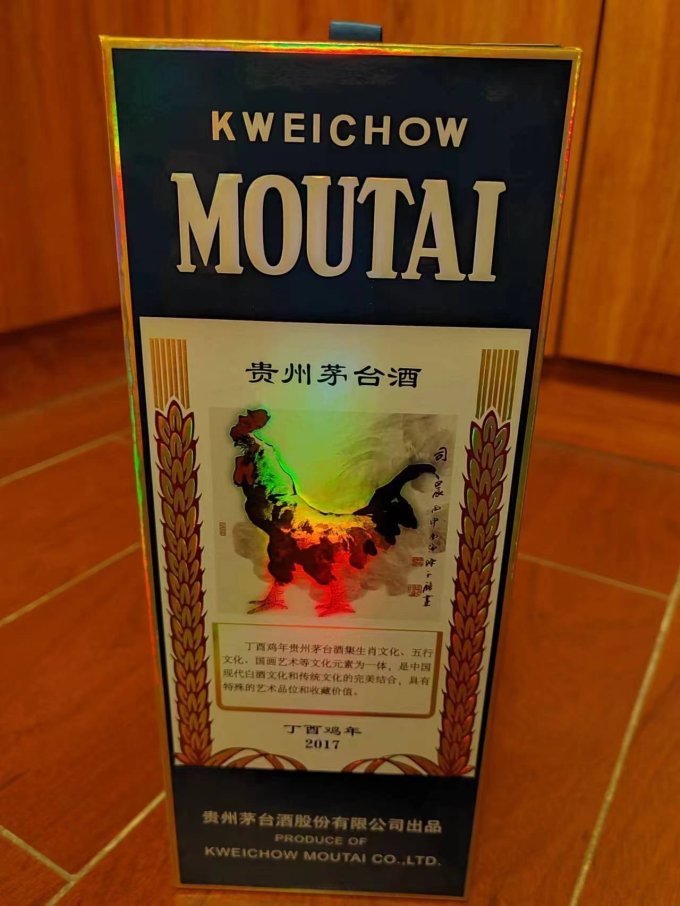 KWEICHOW
MOUTAI
贵州茅台酒
丁酉鸡年贵州茅台酒集生肖文化、五行
文化、国画艺术等文化元素为一体，是中国
现代白酒文化和传统文化的完美结合，具有
特殊的艺术品位和收藏价值。
丁酉鸡年
2017
贵州茅台酒股份有限公司出品
PRODUCE OF
KWEICHOW MOUTAI CO.,LTD.